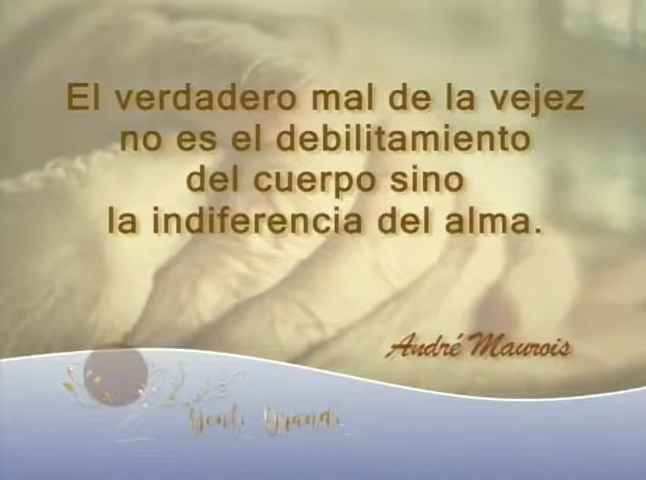 El verdadero mal de la vejez
no es el debilitamiento
del cuerpo sino
la indiferencia del alma.
André Maurois